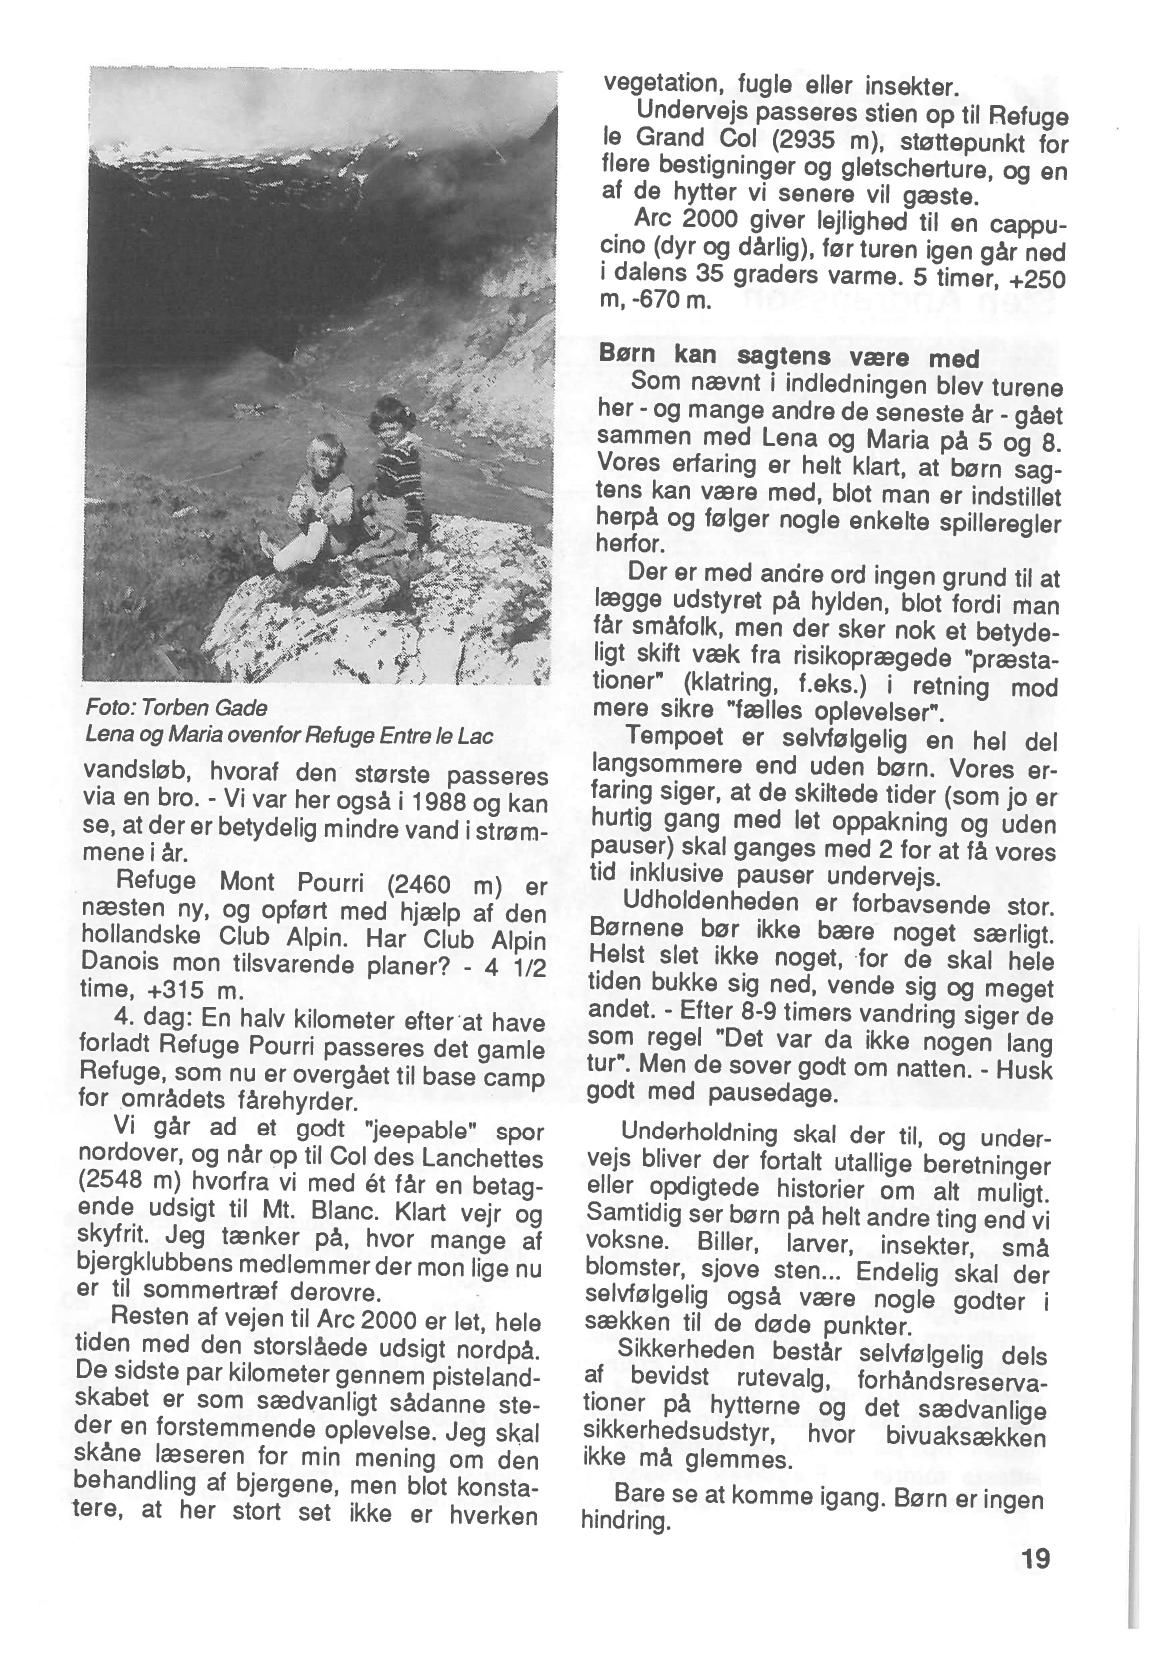 Foto: Torben Gade
Lena og Maria ovenfor Refuge Entre le Lac
vandsløb, hvoraf den største passeres
via en bro. - Vi var her også i 1988 og kan
se, at der er betydelig mindre vand i strøm-
mene i år.
Refuge Mont Pourri (2460 m) er
næsten ny, og opført med hjælp af den
hollandske Club Alpin. Har Club Alpin
Danois mon tilsvarende planer? - 4 1/2
time, +315 m.
4. dag: En halv kilometer efter at have
forladt Refuge Pourri passeres det gamle
Refuge, som nu er overgået til base camp
for områdets fårehyrder.
Vi går ad et godt "jeepable" spor
nordover, og når op til Col des Lanchettes
(2548 m) hvorfra vi med ét får en betag-
ende udsigt til Mt. Blanc. Klart vejr og
skyfrit. Jeg tænker på, hvor mange af
bjergklubbens medlemmer der mon lige nu
er til sommertræf derovre.
Resten af vejen til Arc 2000 er let, hele
tiden med den storslåede udsigt nordpå.
De sidste par kilometer gennem pisteland-
skabet er som sædvanligt sådanne ste-
der en forstemmende oplevelse. Jeg skal
skåne læseren for min mening om den
behandling af bjergene, men blot konsta-
tere, at her stort set ikke er hverken
vegetation, fugle eller insekter.
Undervejs passeres stien op til Refuge
le Grand Col (2935 m), støttepunkt for
flere bestigninger og gletscherture, og en
af de hytter vi senere vil gæste.
Arc 2000 giver lejlighed til en cappu-
cino (dyr og dårlig), før turen igen går ned
i dalens 35 graders varme. 5 timer, +250
m, -670 m.
Børn kan sagtens være med
Som nævnt i indledningen blev turene
her - og mange andre de seneste år - gået
sammen med Lena og Maria på 5 og 8.
Vores erfaring er helt klart, at børn sag-
tens kan være med, blot man er indstillet
herpå og følger nogle enkelte spilleregler
herfor.
Der er med andre ord ingen grund til at
lægge udstyret på hylden, blot fordi man
får småfolk, men der sker nok et betyde-
ligt skift væk fra risikoprægede "præsta-
tioner" (klatring, f.eks.) i retning mod
mere sikre "fælles oplevelser".
Tempoet er selvfølgelig en hel del
langsommere end uden børn. Vores er-
faring siger, at de skiltede tider (som jo er
hurtig gang med let oppakning og uden
pauser) skal ganges med 2 for at få vores
tid inklusive pauser undervejs.
Udholdenheden er forbavsende stor.
Børnene bør ikke bære noget særligt.
Helst slet ikke noget, for de skal hele
tiden bukke sig ned, vende sig og meget
andet. - Efter 8-9 timers vandring siger de
som regel "Det var da ikke nogen lang
tur". Men de sover godt om natten. - Husk
godt med pausedage.
Underholdning skal der til, og under-
vejs bliver der fortalt utallige beretninger
eller opdigtede historier om alt muligt.
Samtidig ser børn på helt andre ting end vi
voksne. Biller, larver, insekter, små
blomster, sjove sten... Endelig skal der
selvfølgelig også være nogle godter i
sækken til de døde punkter.
Sikkerheden består selvfølgelig dels
af bevidst rutevalg, forhåndsreserva-
tioner på hytterne og det sædvanlige
sikkerhedsudstyr, hvor bivuaksækken
ikke må glemmes.
Bare se at komme igang. Børn er ingen
hindring.
19